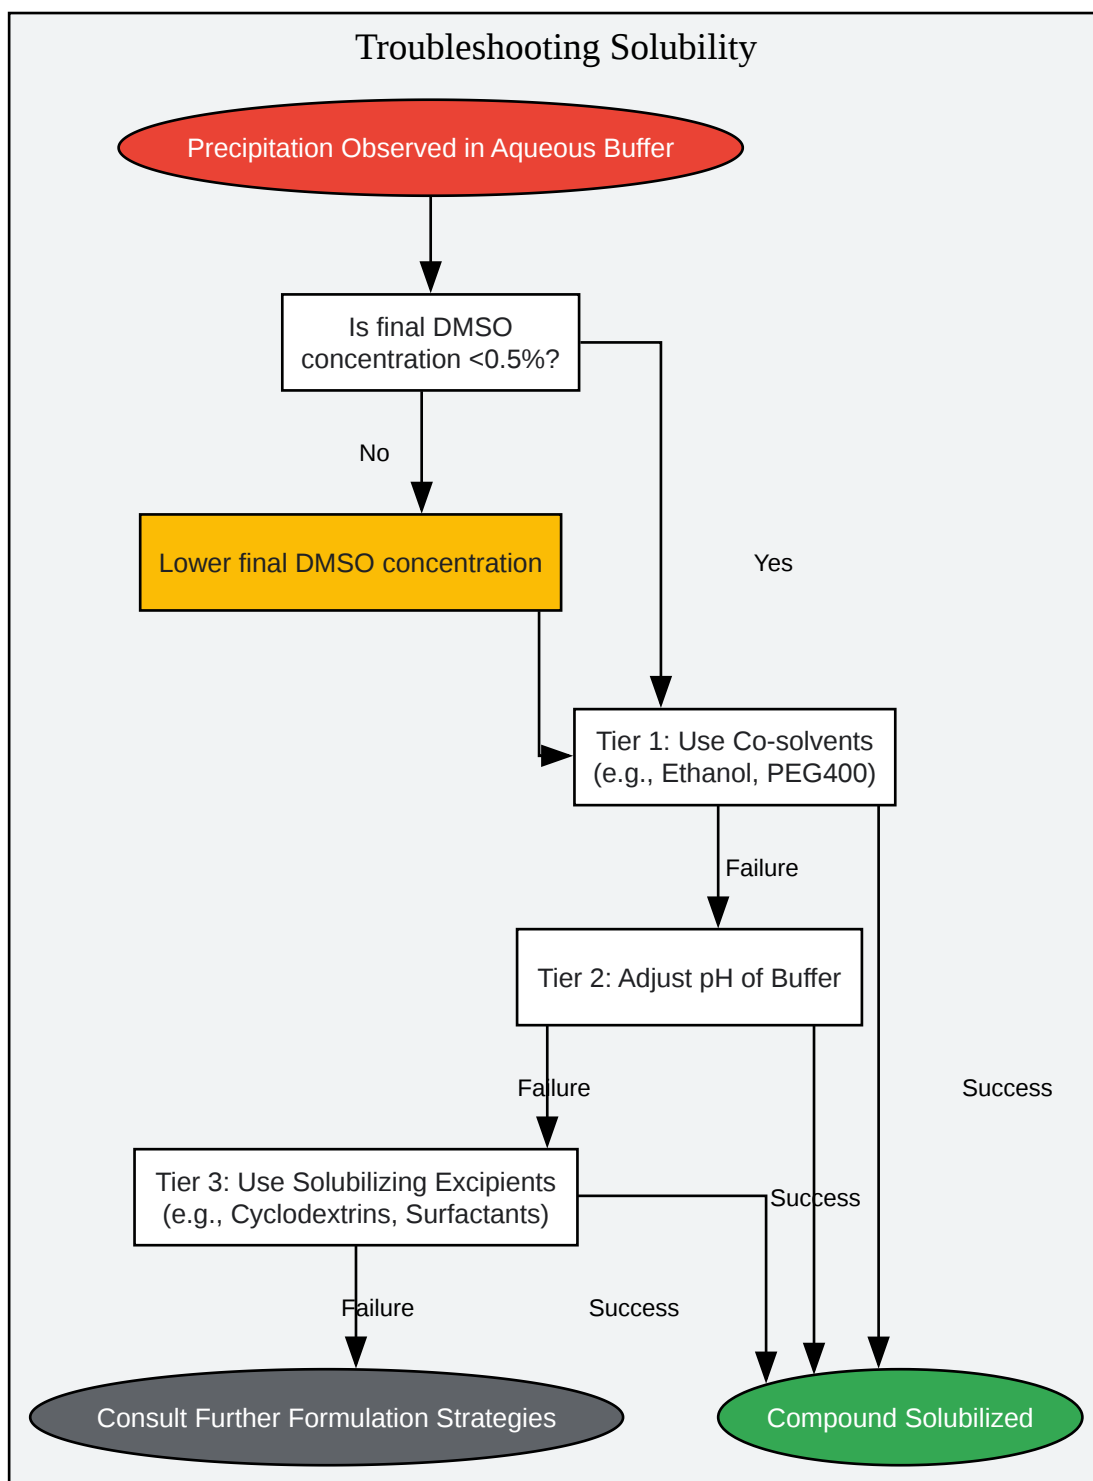 Troubleshooting Solubility
Precipitation Observed in Aqueous Buffer
Is final DMSO
concentration <0.5%?
No
Lower final DMSO concentration
Yes
Tier 1: Use Co-solvents
(e.g., Ethanol, PEG400)
Failure
Tier 2: Adjust pH of Buffer
Failure
Success
Tier 3: Use Solubilizing Excipients
(e.g., Cyclodextrins, Surfactants)
Success
Failure
Success
Consult Further Formulation Strategies
Compound Solubilized